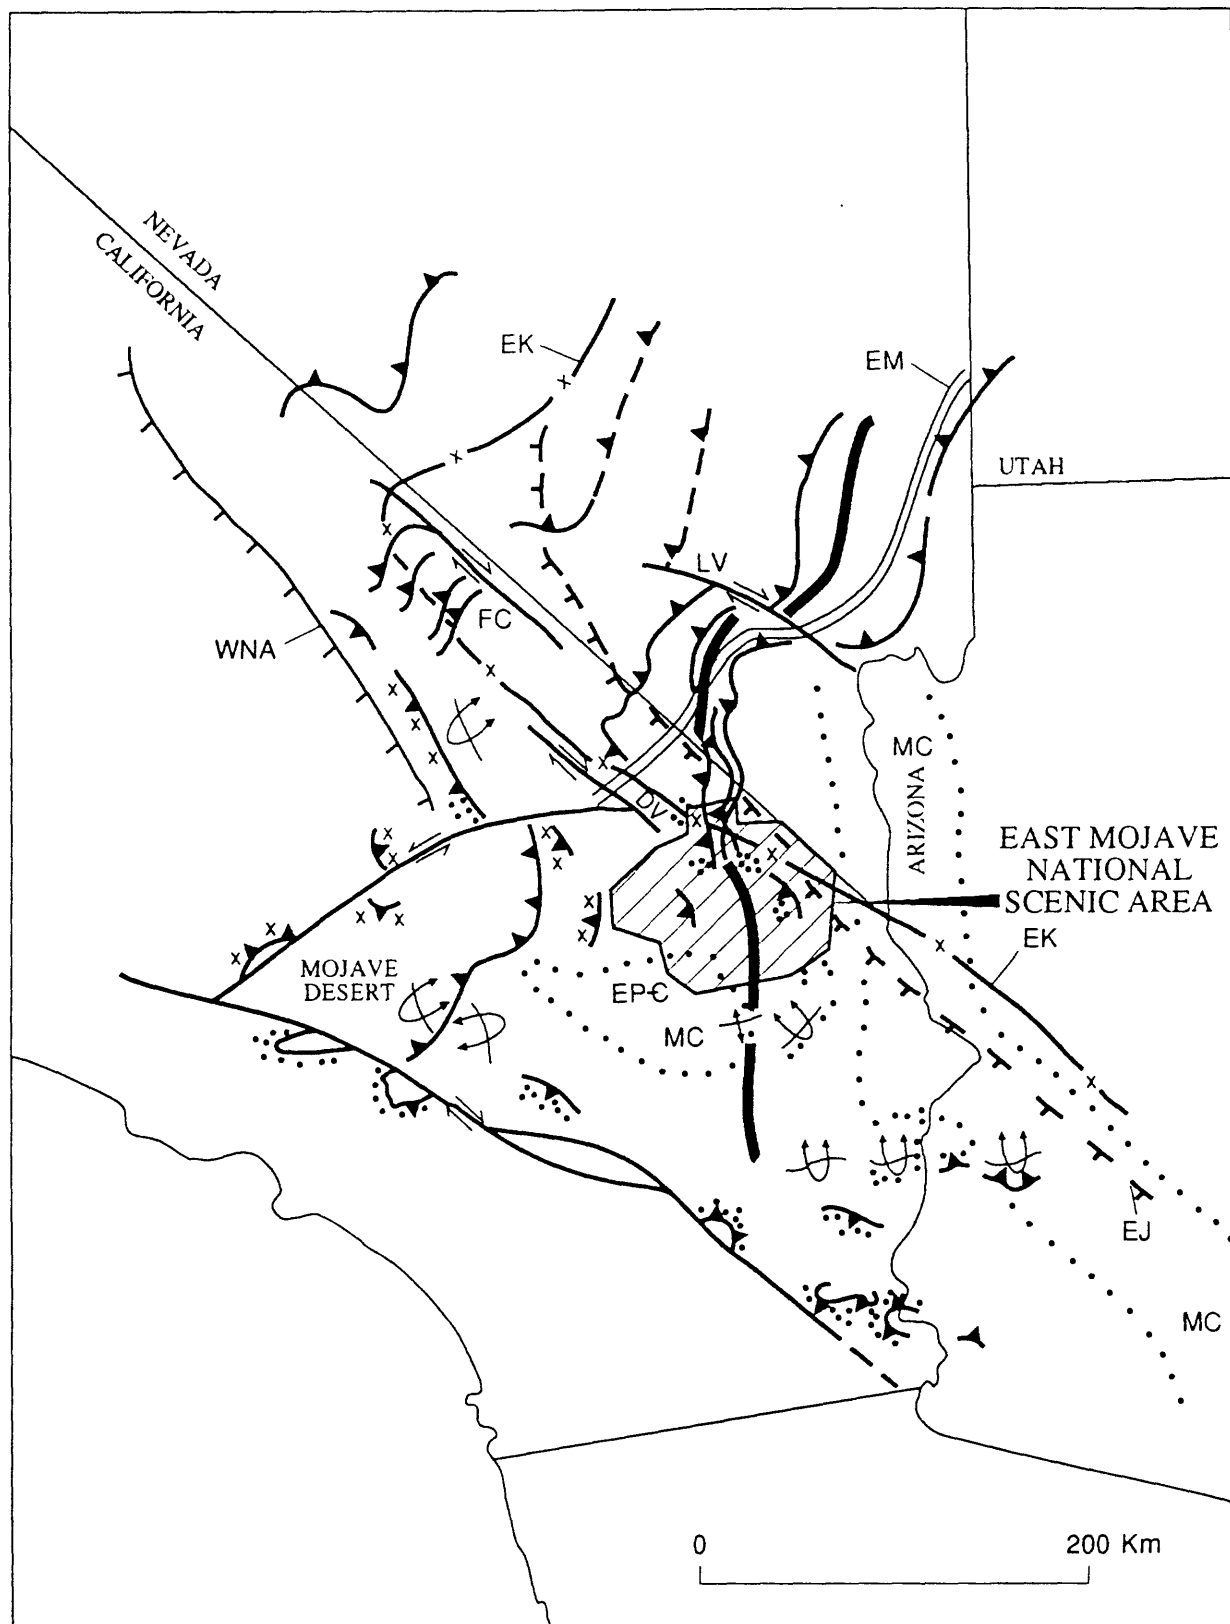 NEVADA
CALIFORNIA
EK
EM
UTAH
LV
FC
WNA
MC
ARIZONA
DV
EAST MOJAVE
NATIONAL
SCENIC AREA
EK
MOJAVE
DESERT
EP-C
MC
EJ
MC
0
200 Km